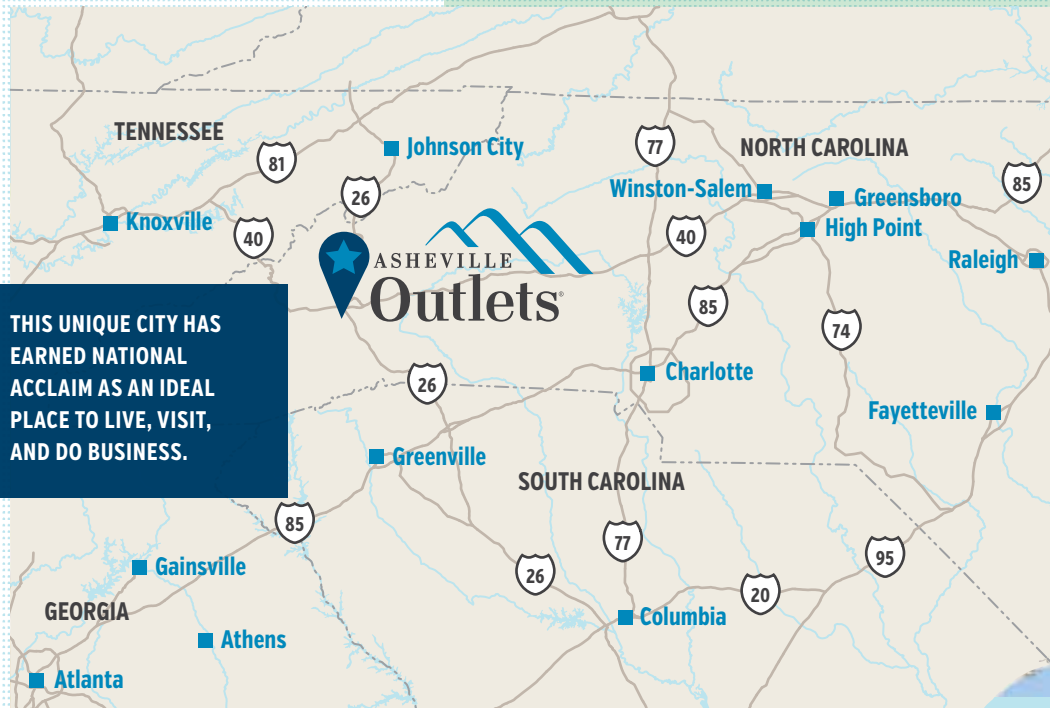 TENNESSEE
81
Johnson City
77
NORTH CAROLINA
85
26
Winston-Salem
Greensboro
Knoxville
40
40
High Point
Raleigh
ASHEVILLE
Outlets®
85
74
THIS UNIQUE CITY HAS
EARNED NATIONAL
ACCLAIM AS AN IDEAL
PLACE TO LIVE, VISIT,
AND DO BUSINESS.
26
Charlotte
Fayetteville
Greenville
SOUTH CAROLINA
85
77
95
Gainsville
26
20
GEORGIA
Columbia
Athens
Atlanta